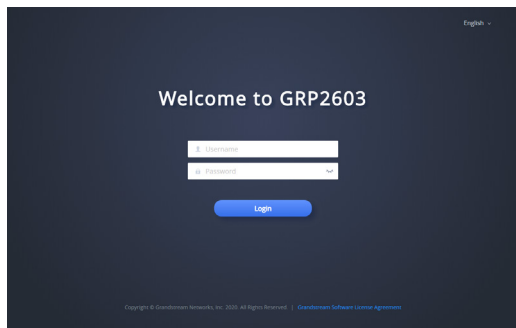 English
Welcome to GRP2603
Username
Password
Login
Copyright © Grandstream Networks, Inc. 2020. All Rights Reserved | Grandstream Software License Agreement